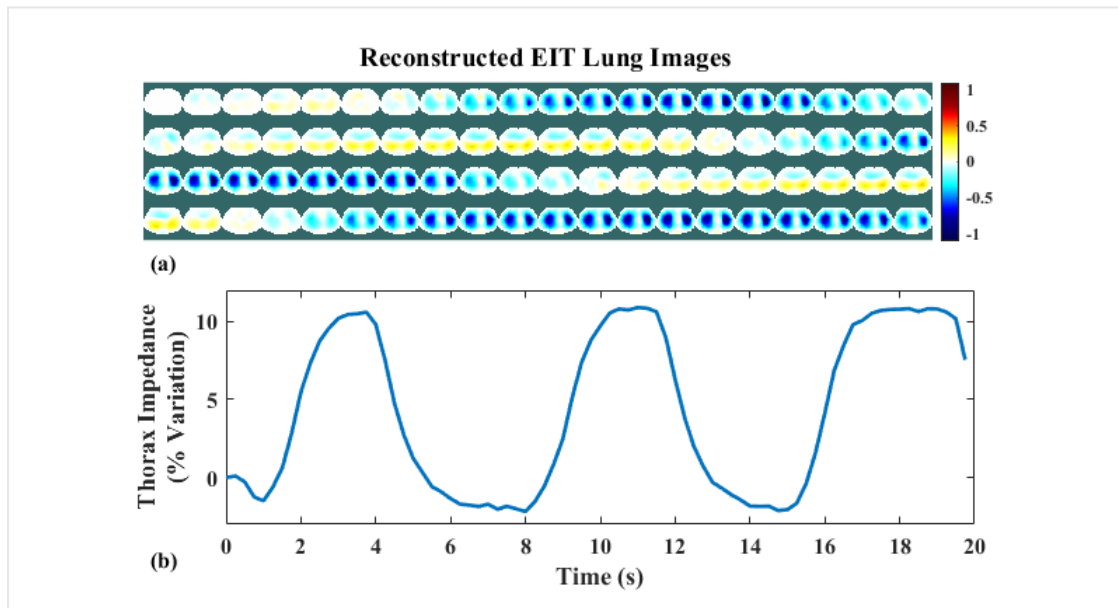 Reconstructed EIT Lung Images
1
0.5
0
-0.5
-1
(a)
Thorax Impedance
(% Variation)
10
5
0
0 2 4 6 8 10 12 14 16 18 20
(b)
Time (s)